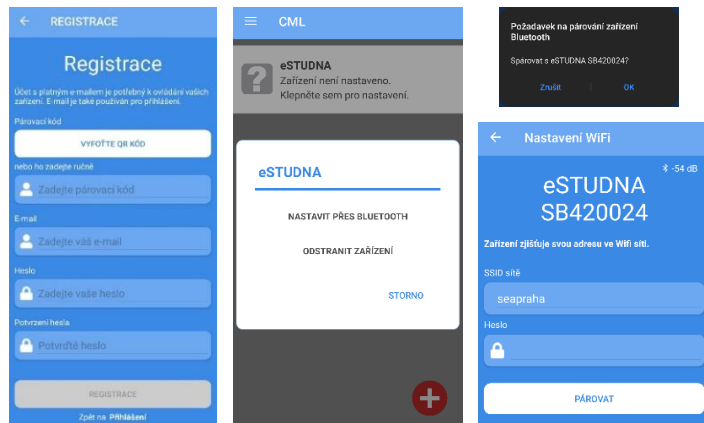 REGISTRACE
Registrace
Účet s platným e-mailem je potřebný k ovládání vašich
zařízení. E-mail je také používán pro přihlášení.
Párovací kód
VYFOŤTE QR KÓD
nebo ho zadejte ručně
Zadejte párovací kód
E-mail
Zadejte váš e-mail
Heslo
Zadejte vaše heslo
Potvrzení hesla
Potvrďte heslo
REGISTRACE
Zpět na Přihlášení
CML
eSTUDNA
Zařízení není nastaveno.
Klepněte sem pro nastavení.
eSTUDNA
NASTAVIT PŘES BLUETOOTH
ODSTRANIT ZAŘÍZENÍ
STORNO
Požadavek na párování zařízení
Bluetooth
Spárovat s eSTUDNA SB420024?
Zrušit
OK
Nastavení WiFi
-54 dB
eSTUDNA
SB420024
Zařízení zjišťuje svou adresu ve Wifi síti.
SSID sítě
seapraha
Heslo
PÁROVAT